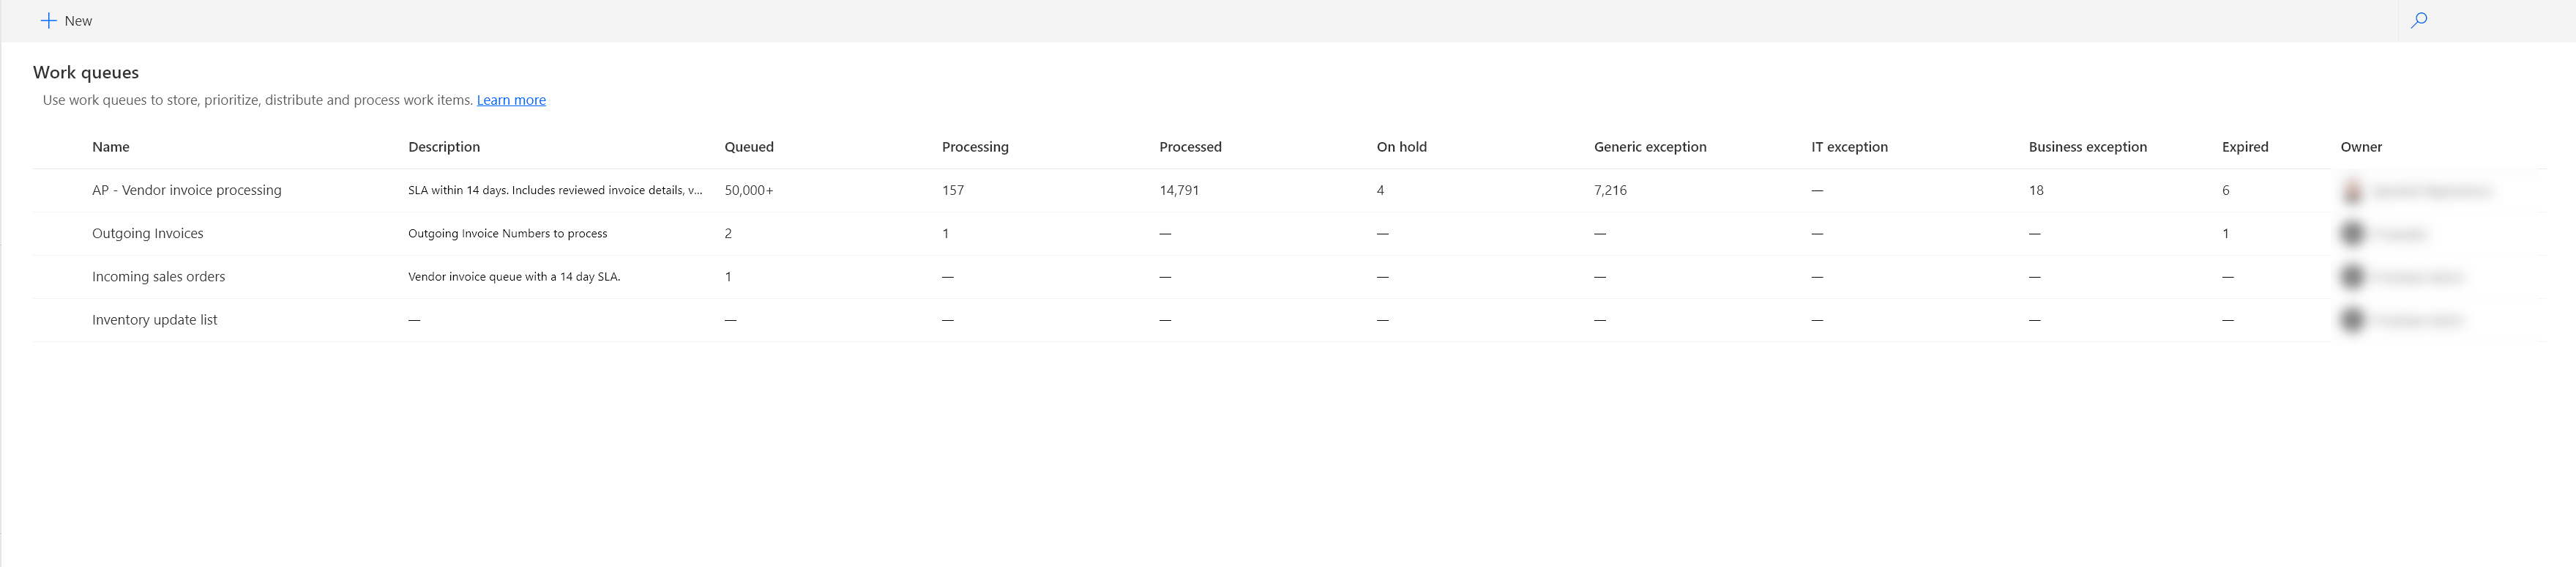 New
Work queues
Use work queues to store, prioritize, distribute and process work items. Learn more
Name Description Queued Processing Processed On hold Generic exception IT exception Business exception Expired Owner
AP - Vendor invoice processing SLA within 14 days. Includes reviewed invoice details, v... 50,000+ 157 14,791 4 7,216 — 18 6
Outgoing Invoices Outgoing Invoice Numbers to process 2 1 — — — — — 1
Incoming sales orders Vendor invoice queue with a 14 day SLA. 1 — — — — — — —
Inventory update list — — — — — — — — —